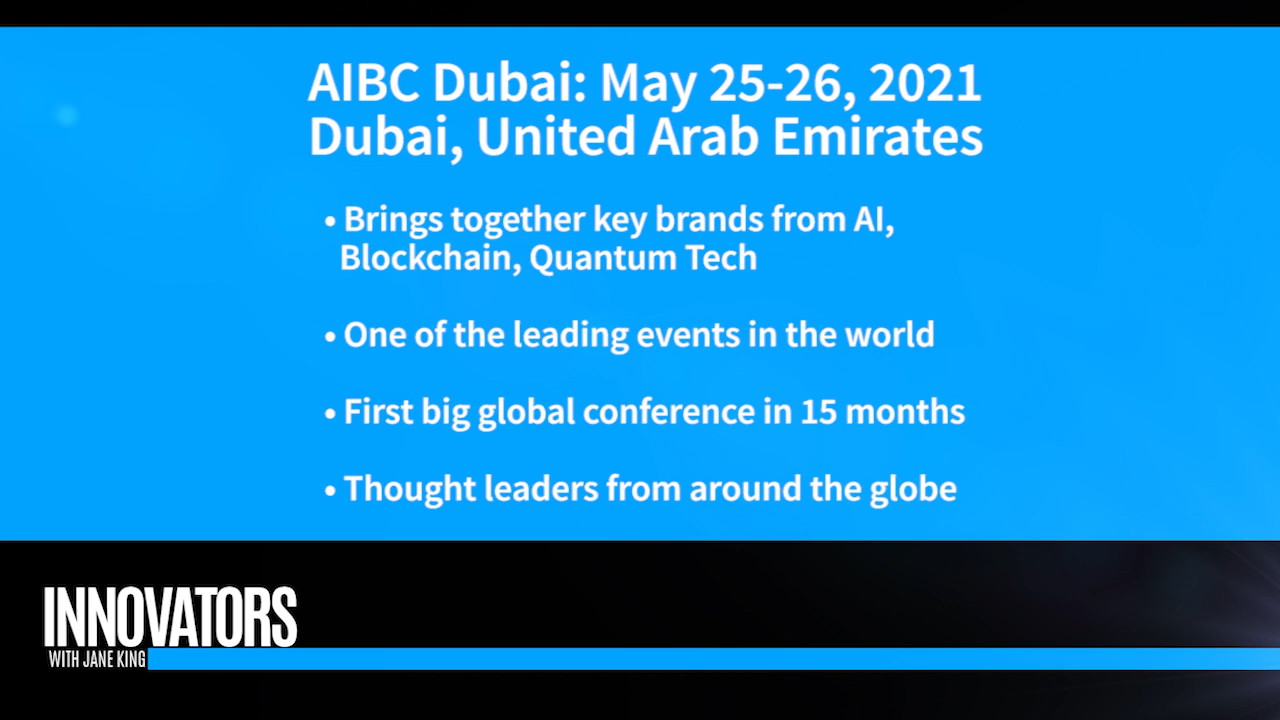 AIBC Dubai: May 25-26, 2021
Dubai, United Arab Emirates
• Brings together key brands from AI,
Blockchain, Quantum Tech
• One of the leading events in the world
• First big global conference in 15 months
• Thought leaders from around the globe
INNOVATORS
WITH JANE KING